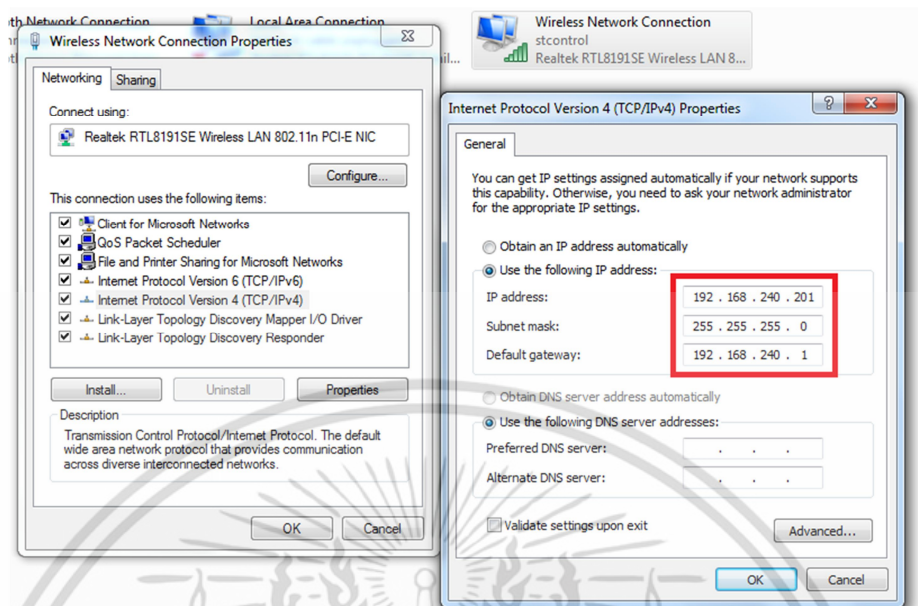 th Network Connection
Local Area Connection
Wireless Network Connection
stcontrol
Realtek RTL8191SE Wireless LAN 8...
il...
Wireless Network Connection Properties
Networking
Sharing
Connect using:
Realtek RTL8191SE Wireless LAN 802.11n PCI-E NIC
Configure...
This connection uses the following items:
Client for Microsoft Networks
QoS Packet Scheduler
File and Printer Sharing for Microsoft Networks
Internet Protocol Version 6 (TCP/IPv6)
Internet Protocol Version 4 (TCP/IPv4)
Link-Layer Topology Discovery Mapper I/O Driver
Link-Layer Topology Discovery Responder
Install...
Uninstall
Properties
Description
Transmission Control Protocol/Internet Protocol. The default
wide area network protocol that provides communication
across diverse interconnected networks.
OK
Cancel
Internet Protocol Version 4 (TCP/IPv4) Properties
General
You can get IP settings assigned automatically if your network supports
this capability. Otherwise, you need to ask your network administrator
for the appropriate IP settings.
Obtain an IP address automatically
Use the following IP address:
IP address: 192 . 168 . 240 . 201
Subnet mask: 255 . 255 . 255 . 0
Default gateway: 192 . 168 . 240 . 1
Obtain DNS server address automatically
Use the following DNS server addresses:
Preferred DNS server: . . .
Alternate DNS server: . . .
Validate settings upon exit
Advanced...
OK
Cancel